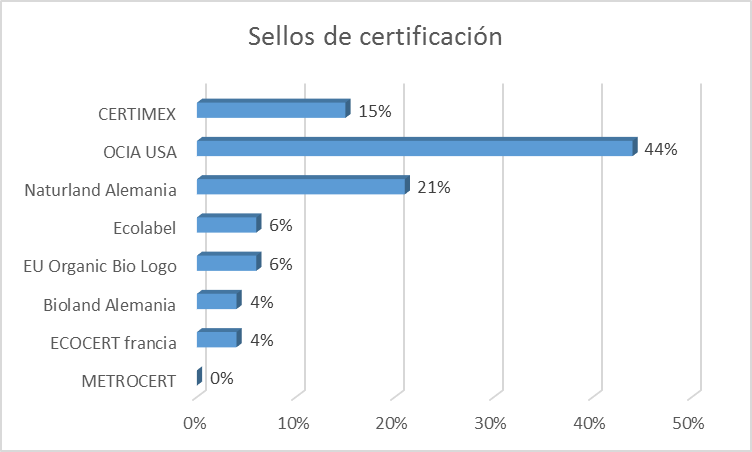 Sellos de certificación
CERTIMEX 15%
OCIA USA 44%
Naturland Alemania 21%
Ecolabel 6%
EU Organic Bio Logo 6%
Bioland Alemania 4%
ECOCERT francia 4%
METROCERT 0%
0% 10% 20% 30% 40% 50%